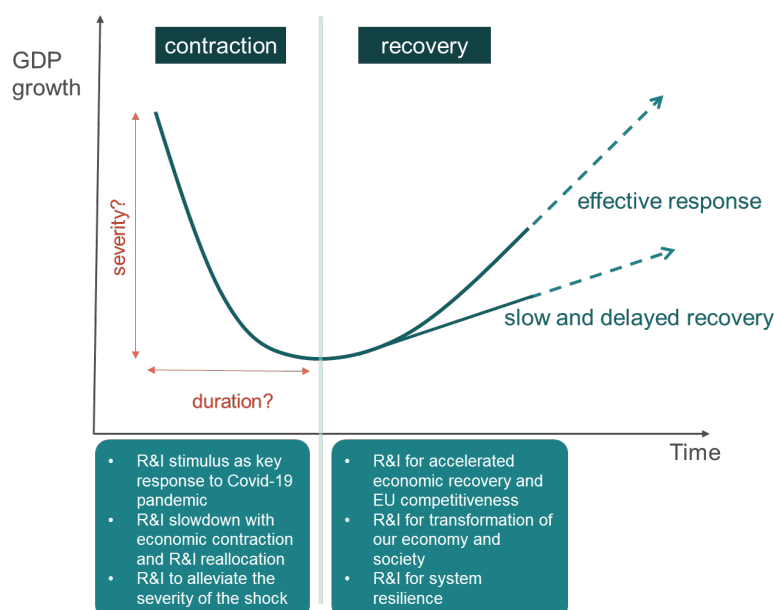 contraction
recovery
GDP
growth
severity?
duration?
effective response
slow and delayed recovery
Time
• R&I stimulus as key
response to Covid-19
pandemic
• R&I slowdown with
economic contraction
and R&I reallocation
• R&I to alleviate the
severity of the shock
• R&I for accelerated
economic recovery and
EU competitiveness
• R&I for transformation of
our economy and
society
• R&I for system
resilience